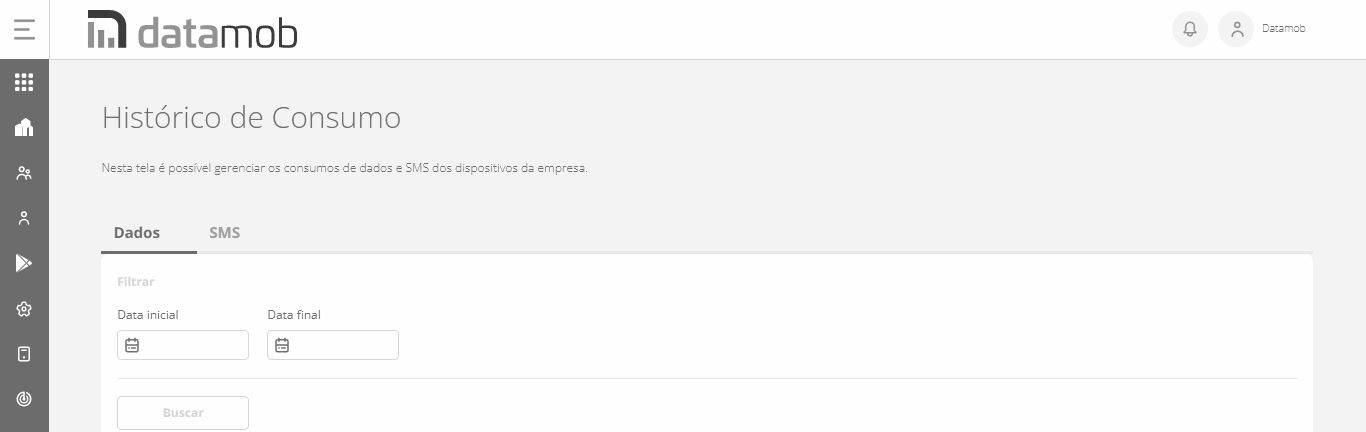 datamob
Datamob
Histórico de Consumo
Nesta tela é possível gerenciar os consumos de dados e SMS dos dispositivos da empresa.
Dados SMS
Filtrar
Data inicial Data final
Buscar